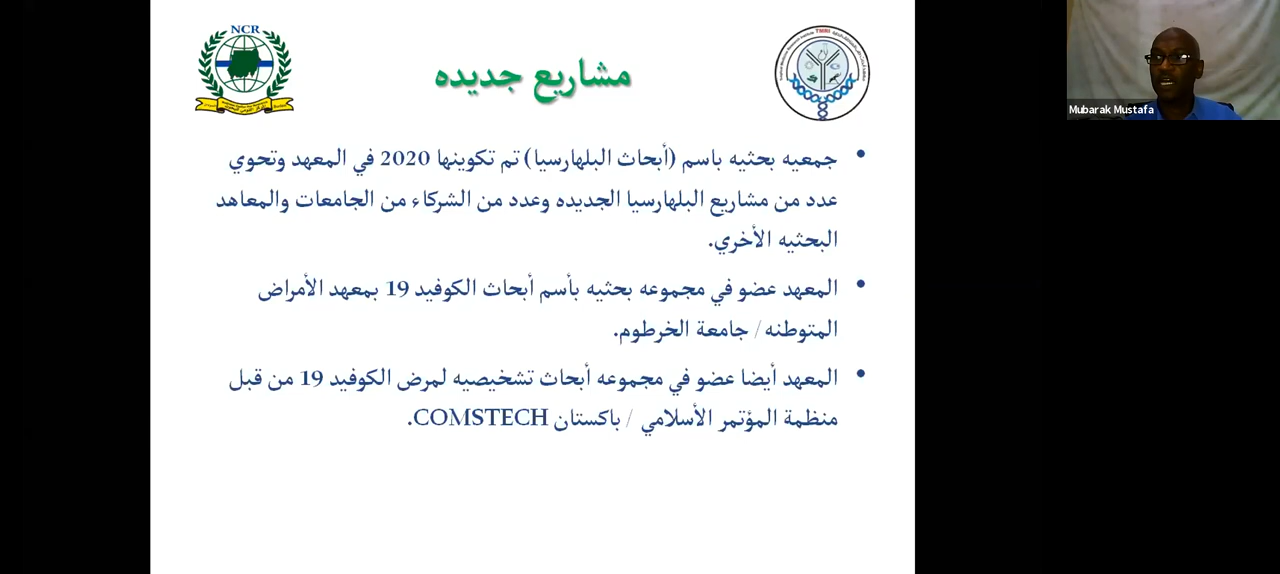 NCR
TMRI
مشاريع جديده
Mubarak Mustafa
• جمعيه بحثيه باسم (أبحاث البلهارسيا) تم تكوينها 2020 في المعهد وتحوي
عدد من مشاريع البلهارسيا الجديده وعدد من الشركاء من الجامعات والمعاهد
البحثيه الأخري.
• المعهد عضو في مجموعه بحثيه بأسم أبحاث الكوفيد 19 بمعهد الأمراض
المتوطنه/ جامعة الخرطوم.
• المعهد أيضا عضو في مجموعه أبحاث تشخيصيه لمرض الكوفيد 19 من قبل
منظمة المؤتمر الأسلامي / باكستان COMSTECH.